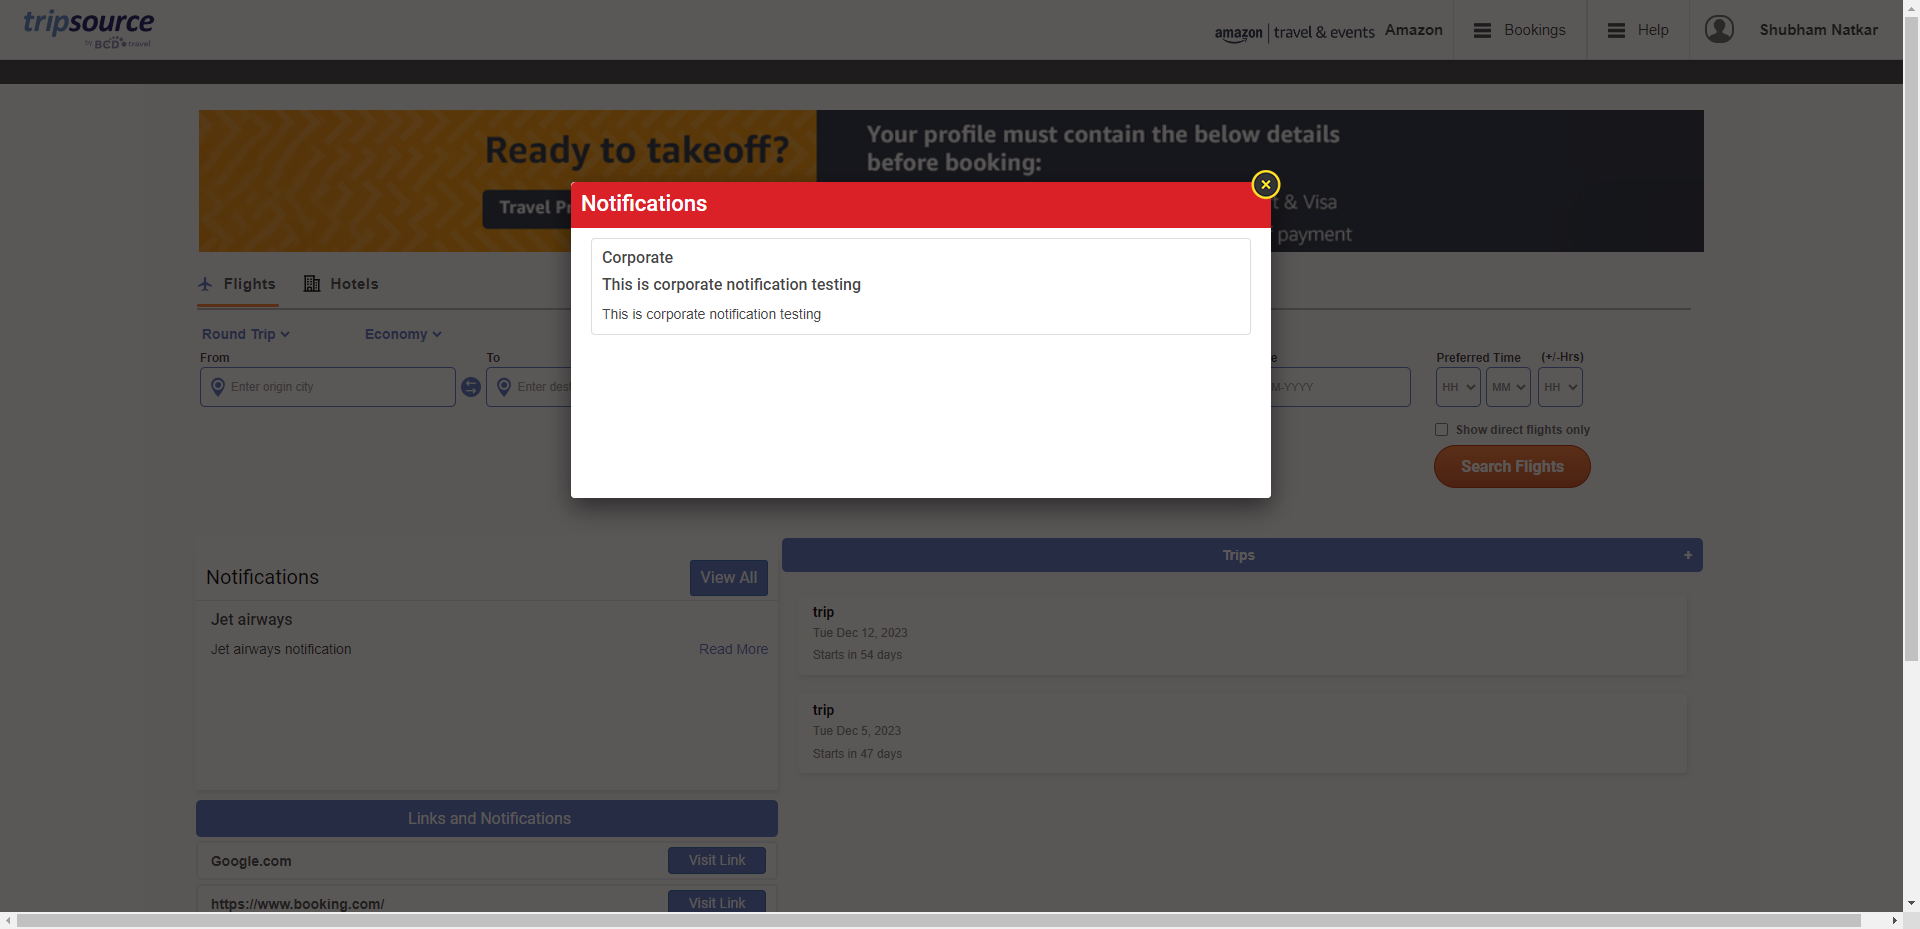 tripsource
by BCD travel
amazon | travel & events Amazon
Bookings
Help
Shubham Natkar
Ready to takeoff?
Your profile must contain the below details
before booking:
Travel
t & Visa
payment
Notifications
Corporate
This is corporate notification testing
This is corporate notification testing
Flights
Hotels
Round Trip
Economy
From
To
Preferred Time
(+/-Hrs)
Enter origin city
Enter
M-YYYY
HH
MM
HH
Show direct flights only
Search Flights
Notifications
View All
Jet airways
Jet airways notification
Read More
Trips
+
trip
Tue Dec 12, 2023
Starts in 54 days
trip
Tue Dec 5, 2023
Starts in 47 days
Links and Notifications
Google.com
Visit Link
https://www.booking.com/
Visit Link